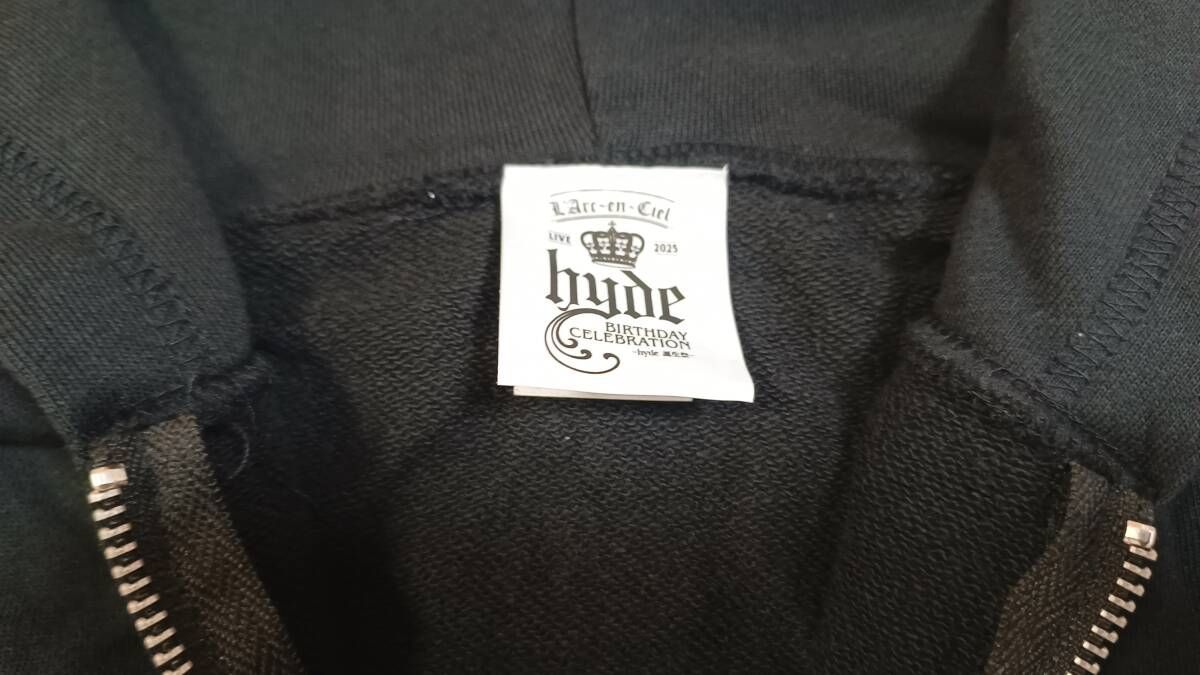 L'Arc-en-Ciel
LIVE 2025
hyde
BIRTHDAY
CELEBRATION
-hyde 誕生祭-